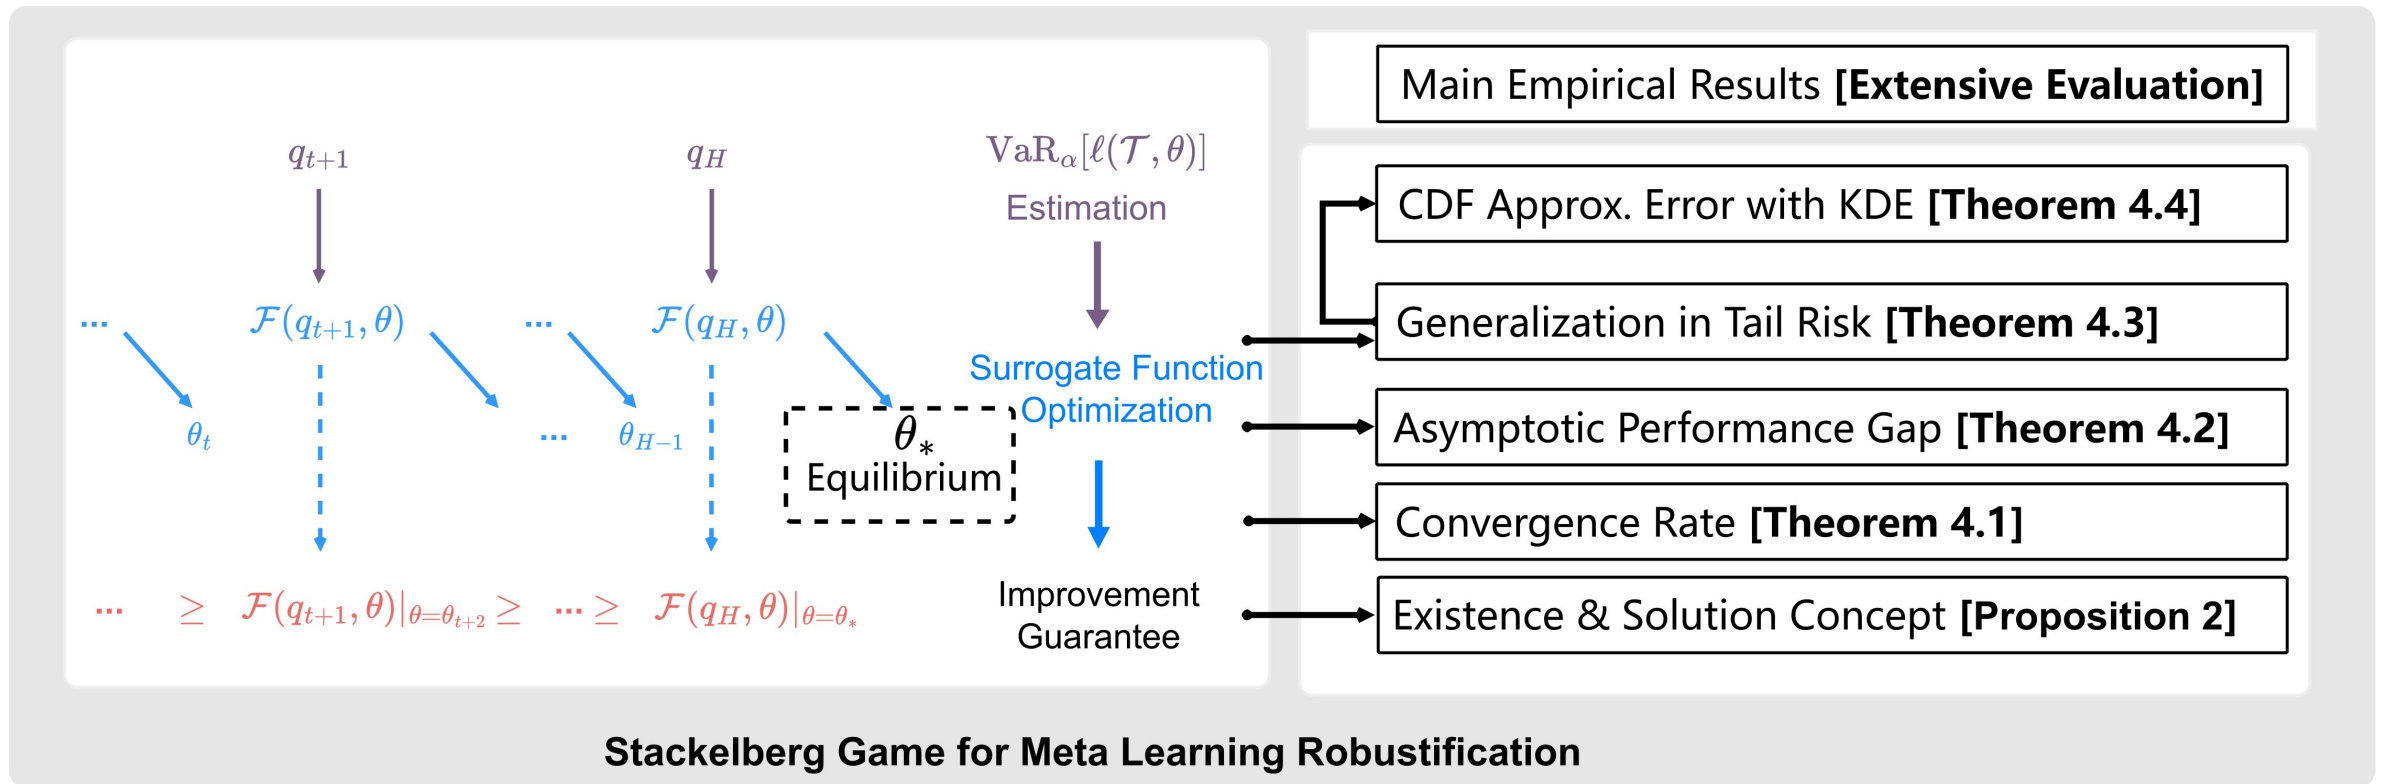 q_{t+1}
q_H
VaR_α[ℓ(𝒯, θ)]
Estimation
...
ℱ(q_{t+1}, θ)
...
ℱ(q_H, θ)
Surrogate Function
Optimization
θ_t
...
θ_{H−1}
θ_*
Equilibrium
... ≥ ℱ(q_{t+1}, θ)|_{θ=θ_{t+2}} ≥ ... ≥ ℱ(q_H, θ)|_{θ=θ_*}
Improvement
Guarantee
Main Empirical Results [Extensive Evaluation]
CDF Approx. Error with KDE [Theorem 4.4]
Generalization in Tail Risk [Theorem 4.3]
Asymptotic Performance Gap [Theorem 4.2]
Convergence Rate [Theorem 4.1]
Existence & Solution Concept [Proposition 2]
Stackelberg Game for Meta Learning Robustification